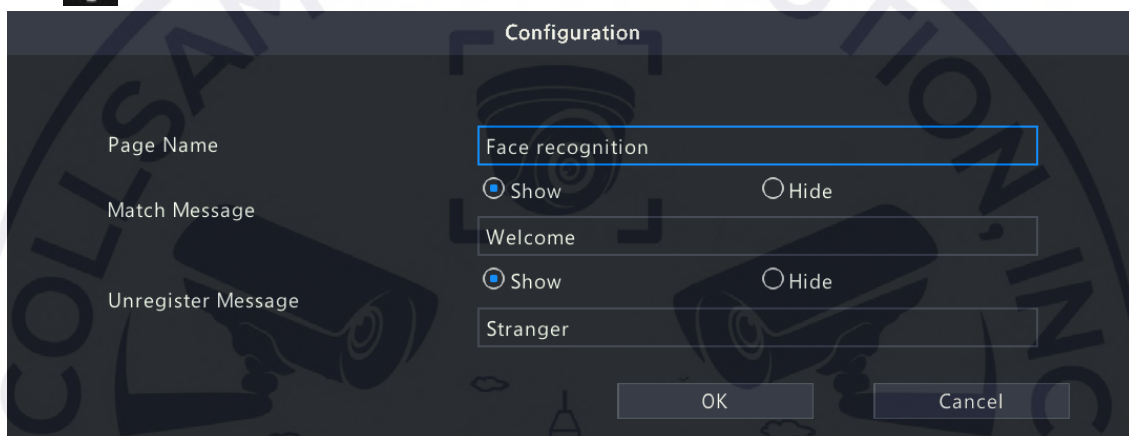 Configuration
Page Name
Face recognition
Show Hide
Match Message
Welcome
Show Hide
Unregister Message
Stranger
OK Cancel